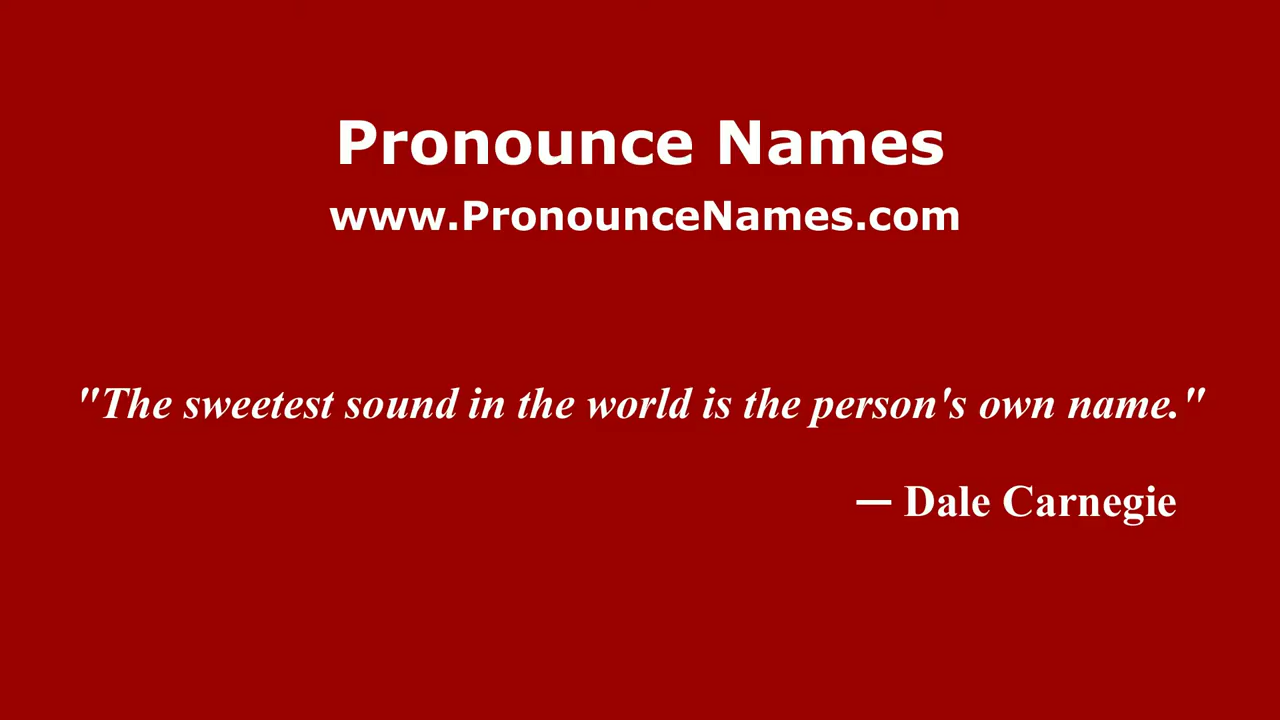 Pronounce Names
www.PronounceNames.com
"The sweetest sound in the world is the person's own name."
— Dale Carnegie